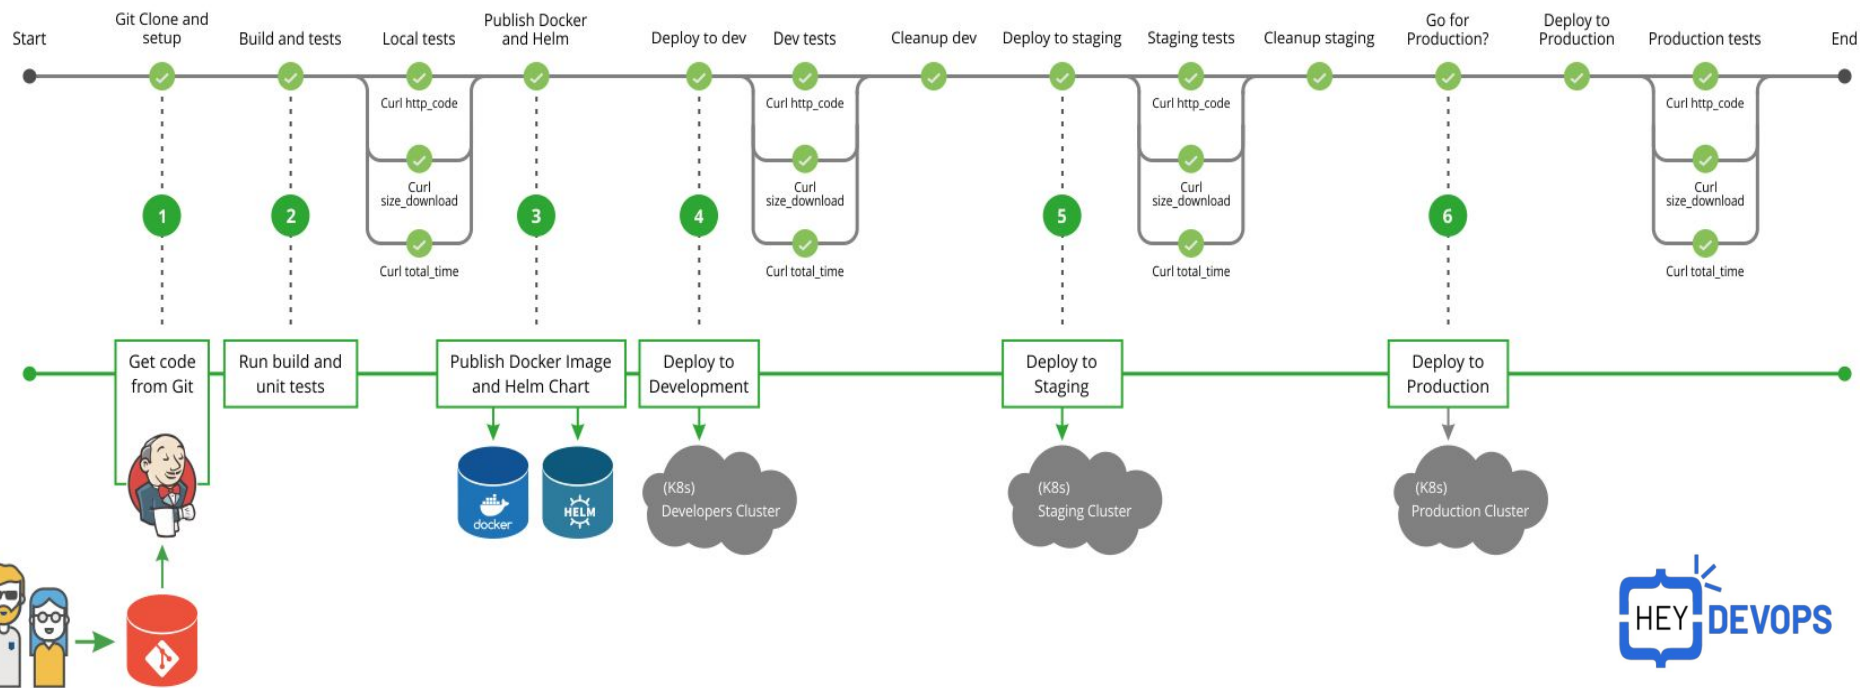 Start
Git Clone and
setup
Build and tests
Local tests
Publish Docker
and Helm
Deploy to dev
Dev tests
Cleanup dev
Deploy to staging
Staging tests
Cleanup staging
Go for
Production?
Deploy to
Production
Production tests
End
Curl http_code
Curl http_code
Curl http_code
Curl http_code
Curl
size_download
Curl
size_download
Curl
size_download
Curl
size_download
1
2
3
4
5
6
Curl total_time
Curl total_time
Curl total_time
Curl total_time
Get code
from Git
Run build and
unit tests
Publish Docker Image
and Helm Chart
Deploy to
Development
Deploy to
Staging
Deploy to
Production
docker
HELM
(K8s)
Developers Cluster
(K8s)
Staging Cluster
(K8s)
Production Cluster
HEY DEVOPS